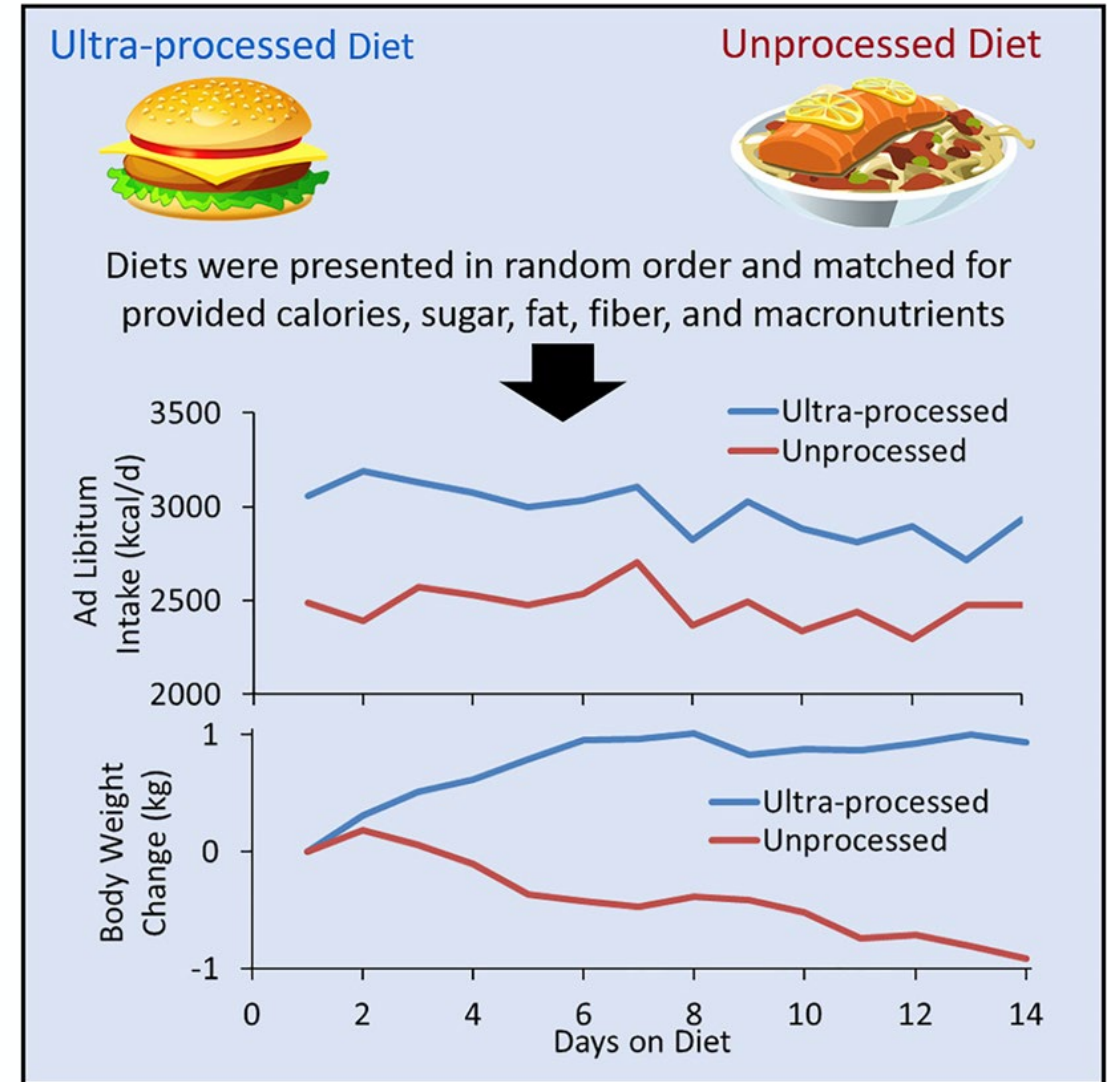 Ultra-processed Diet
Unprocessed Diet
Diets were presented in random order and matched for
provided calories, sugar, fat, fiber, and macronutrients
Ad Libitum
Intake (kcal/d)
3500
3000
2500
2000
Ultra-processed
Unprocessed
Body Weight
Change (kg)
1
0
-1
Ultra-processed
Unprocessed
0 2 4 6 8 10 12 14
Days on Diet